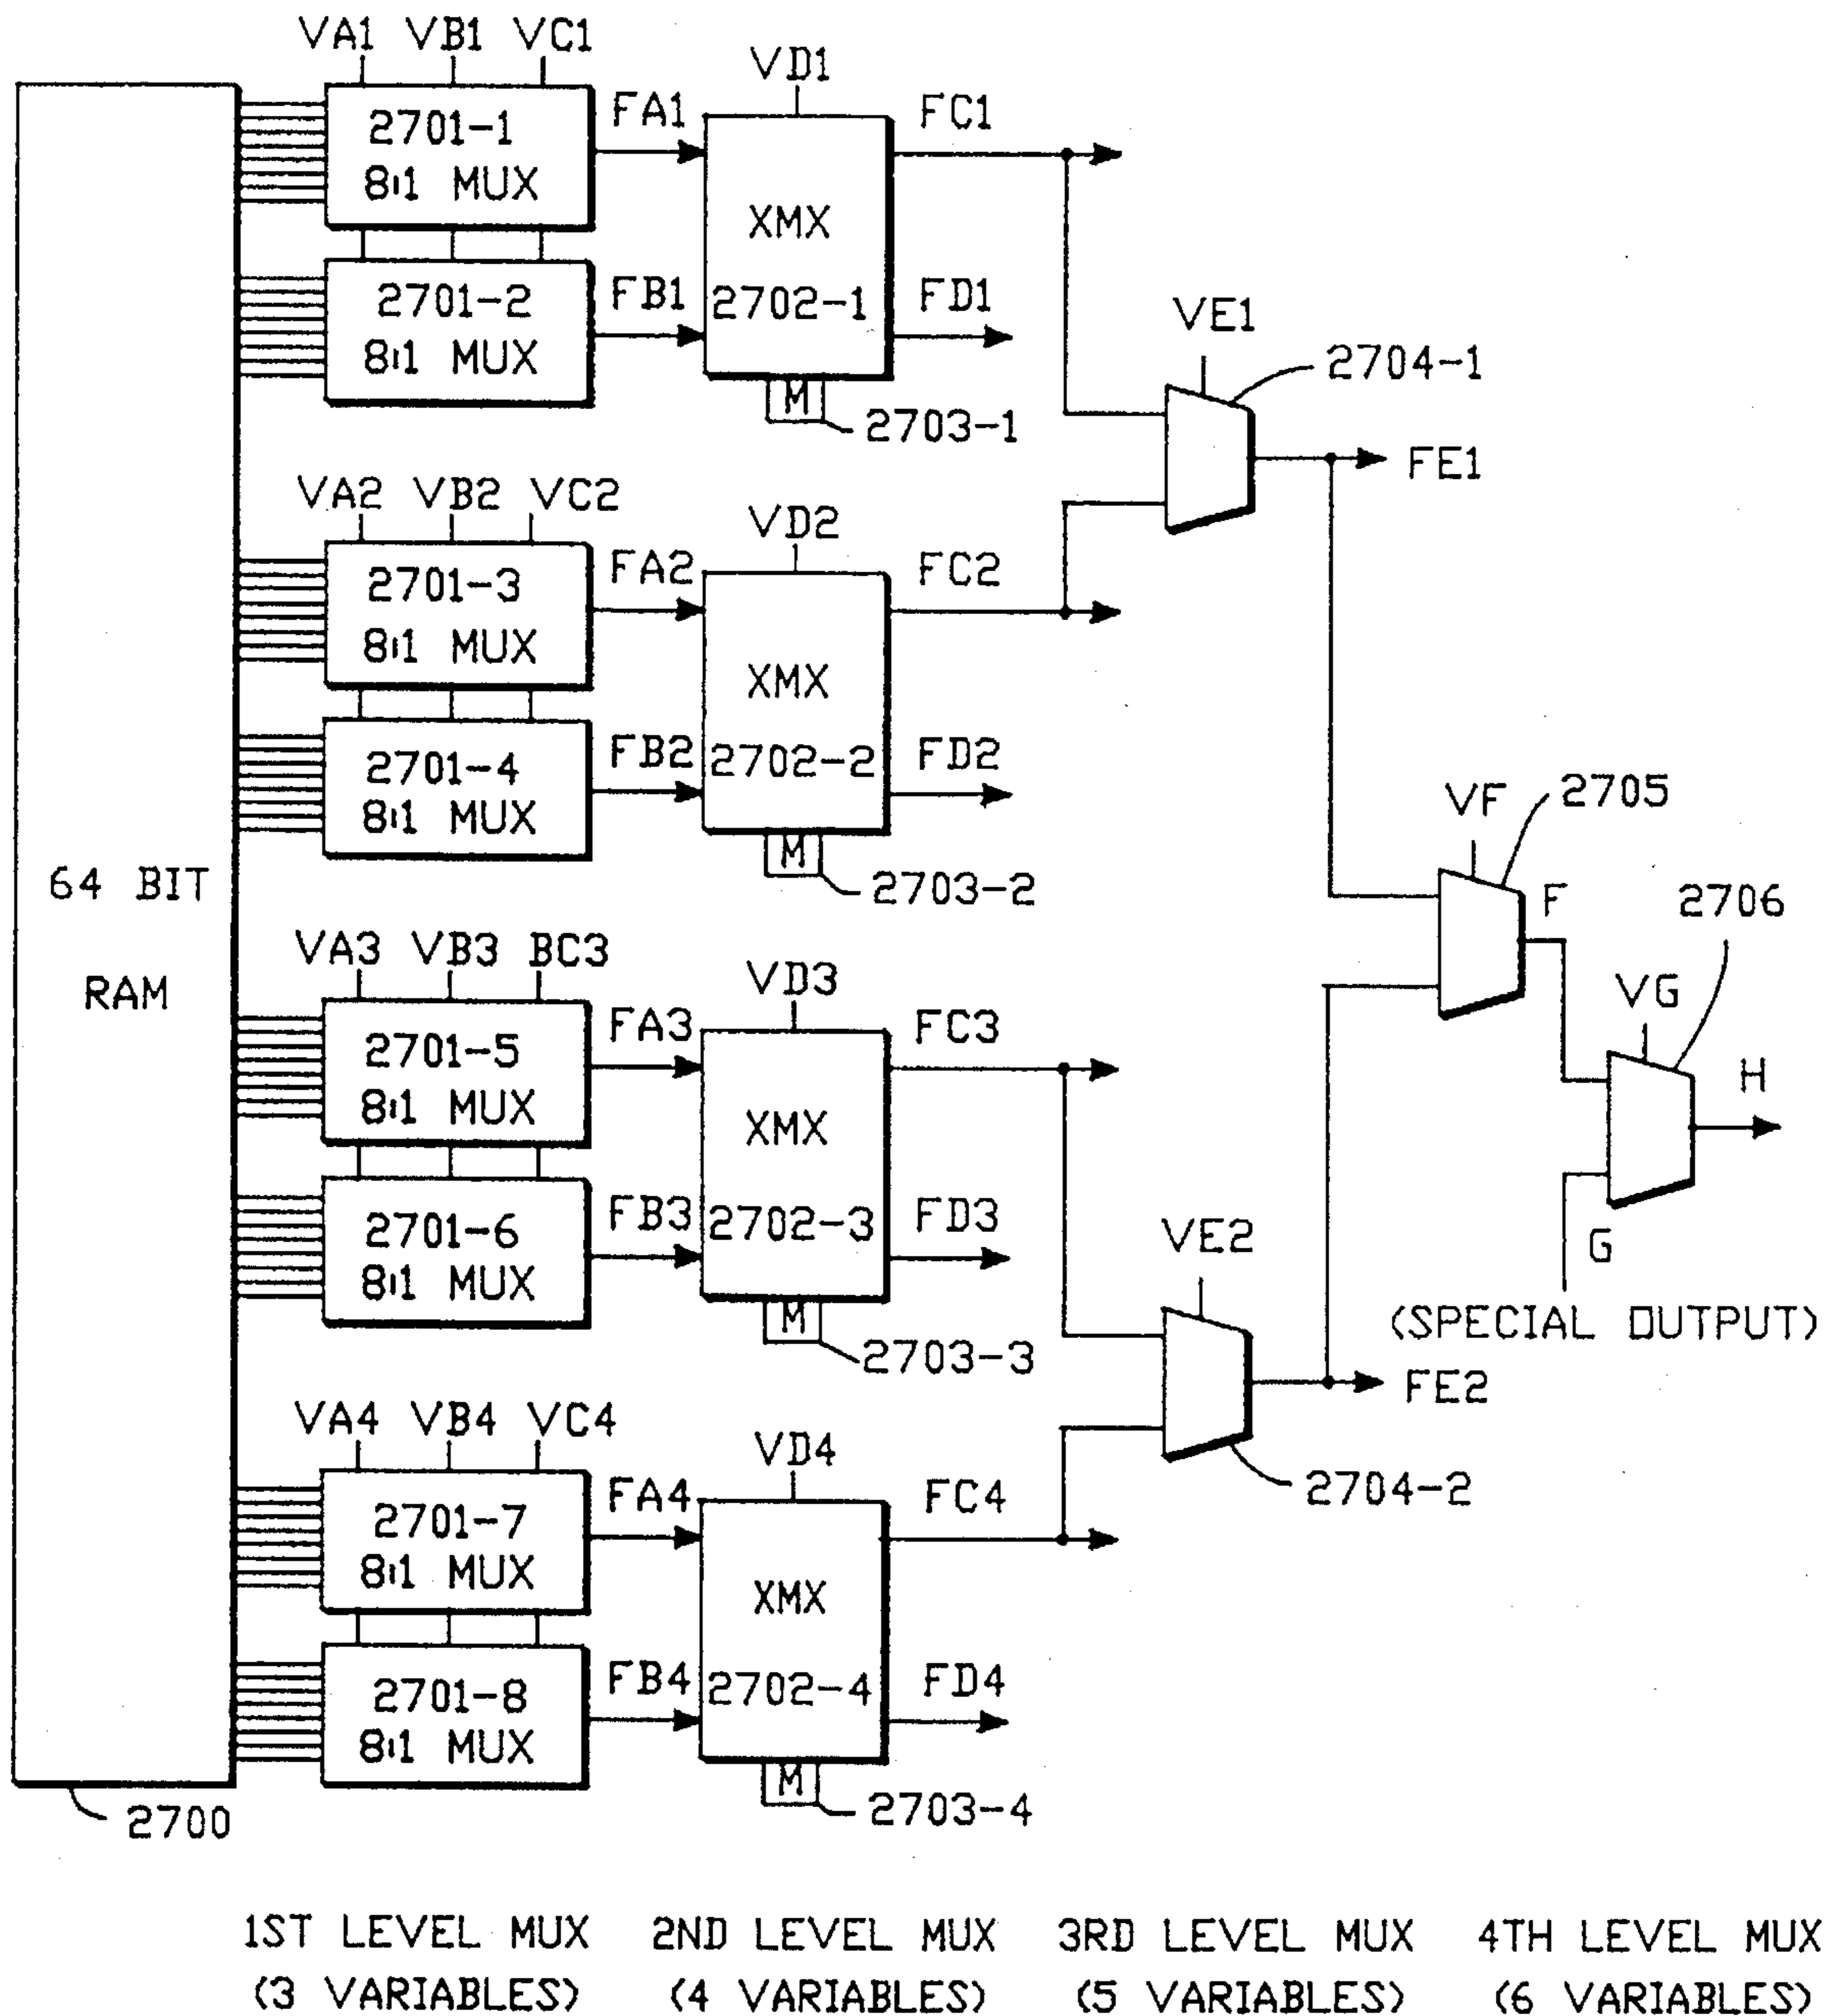 VA1 VB1 VC1
VD1
2701-1
8:1 MUX
FA1
FC1
XMX
2702-1
2701-2
8:1 MUX
FB1
FD1
M
2703-1
VE1
2704-1
FE1
VA2 VB2 VC2
VD2
2701-3
8:1 MUX
FA2
FC2
XMX
2702-2
2701-4
8:1 MUX
FB2
FD2
M
2703-2
64 BIT
RAM
VF
2705
F
2706
VG
H
G
(SPECIAL OUTPUT)
VA3 VB3 BC3
VD3
2701-5
8:1 MUX
FA3
FC3
XMX
2702-3
2701-6
8:1 MUX
FB3
FD3
M
2703-3
VE2
FE2
2704-2
VA4 VB4 VC4
VD4
2701-7
8:1 MUX
FA4
FC4
XMX
2702-4
2701-8
8:1 MUX
FB4
FD4
M
2703-4
2700
1ST LEVEL MUX 2ND LEVEL MUX 3RD LEVEL MUX 4TH LEVEL MUX
(3 VARIABLES) (4 VARIABLES) (5 VARIABLES) (6 VARIABLES)